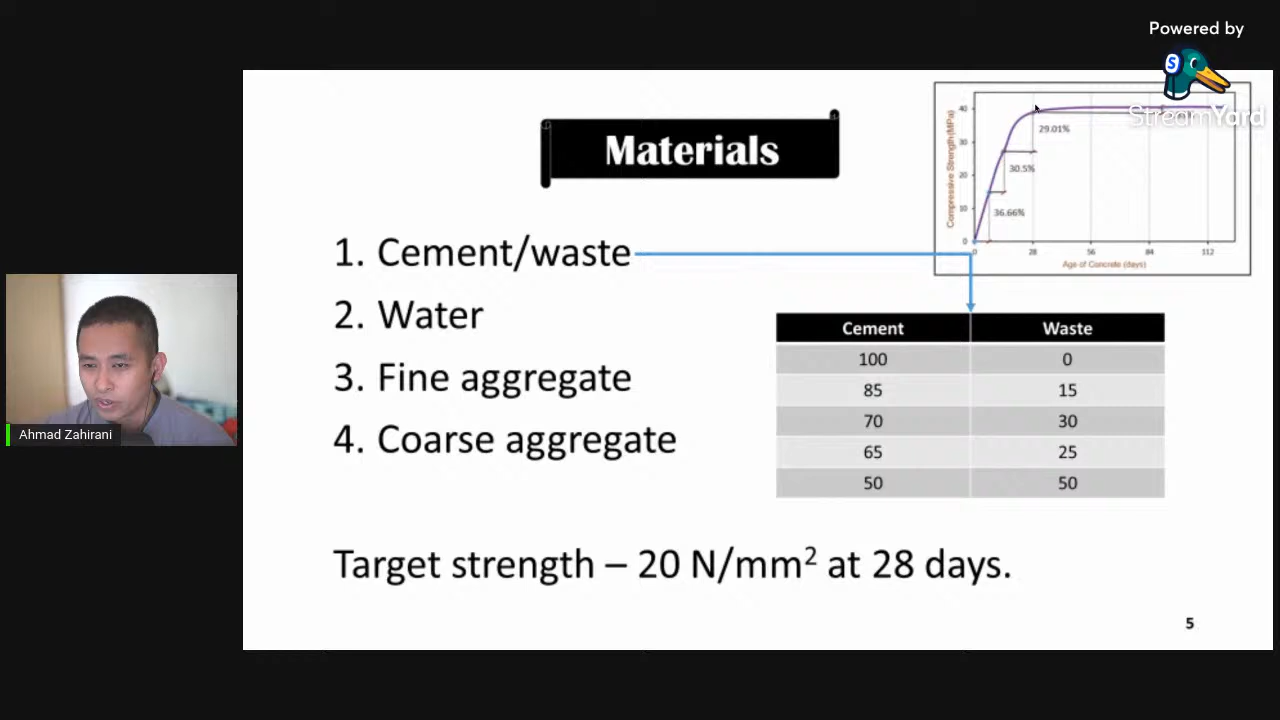 Powered by
StreamYard
Materials
Compressive Strength (MPa)
40
30
20
10
0
29.01%
30.5%
36.66%
0 28 56 84 112
Age of Concrete (days)
1. Cement/waste
2. Water
3. Fine aggregate
4. Coarse aggregate
Cement Waste
100 0
85 15
70 30
65 25
50 50
Target strength – 20 N/mm² at 28 days.
5
Ahmad Zahirani